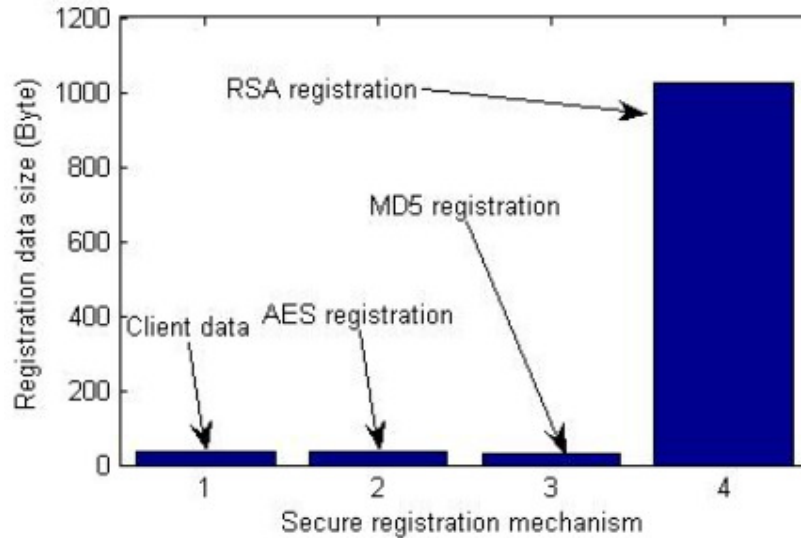 1200
1000
800
600
400
200
0
Registration data size (Byte)
RSA registration
MD5 registration
AES registration
Client data
1 2 3 4
Secure registration mechanism